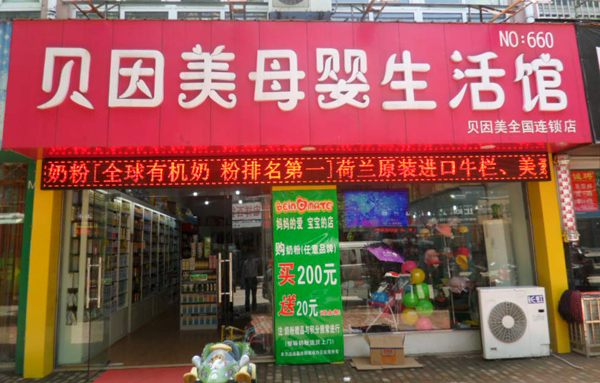 NO:660
贝因美母婴生活馆
贝因美全国连锁店
奶粉[全球有机奶 粉排名第一]荷兰原装进口牛栏、美素
BEINGMATE
妈妈的爱 宝宝的店
购奶粉(任意品牌)
买200元
送20元